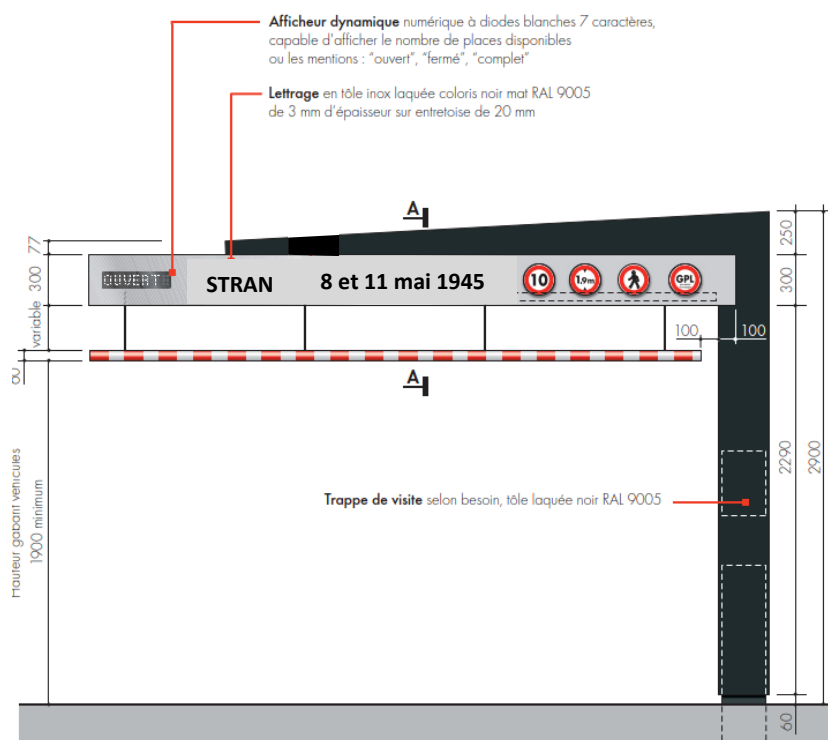 Afficheur dynamique numérique à diodes blanches 7 caractères,
capable d'afficher le nombre de places disponibles
ou les mentions : "ouvert", "fermé", "complet"
Lettrage en tôle inox laquée coloris noir mat RAL 9005
de 3 mm d'épaisseur sur entretoise de 20 mm
A
77
250
OUVERT
STRAN
8 et 11 mai 1945
10
1,9m
GPL
300
300
variable
100
100
60
A
Hauteur gabarit véhicules
1900 minimum
Trappe de visite selon besoin, tôle laquée noir RAL 9005
2290
2900
60